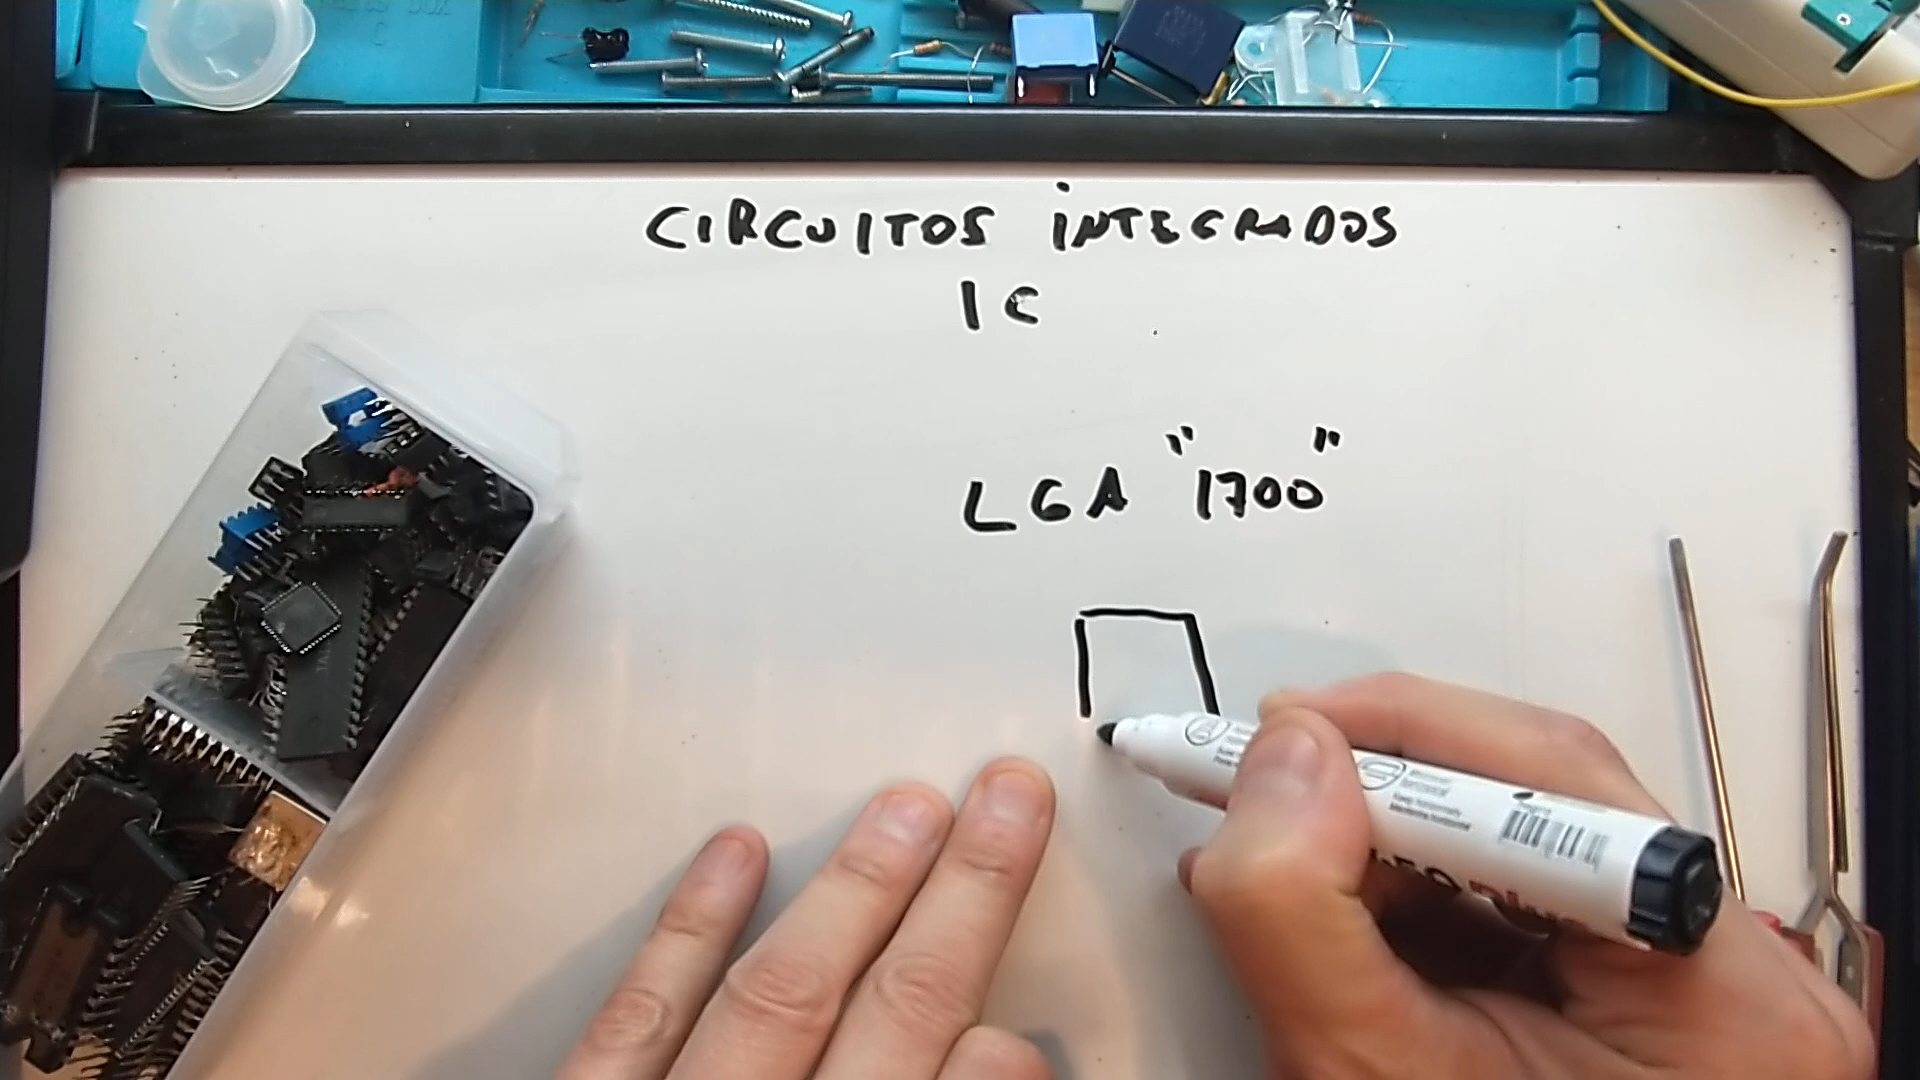 CIRCUITOS INTEGRADOS
IC
LGA "1700"